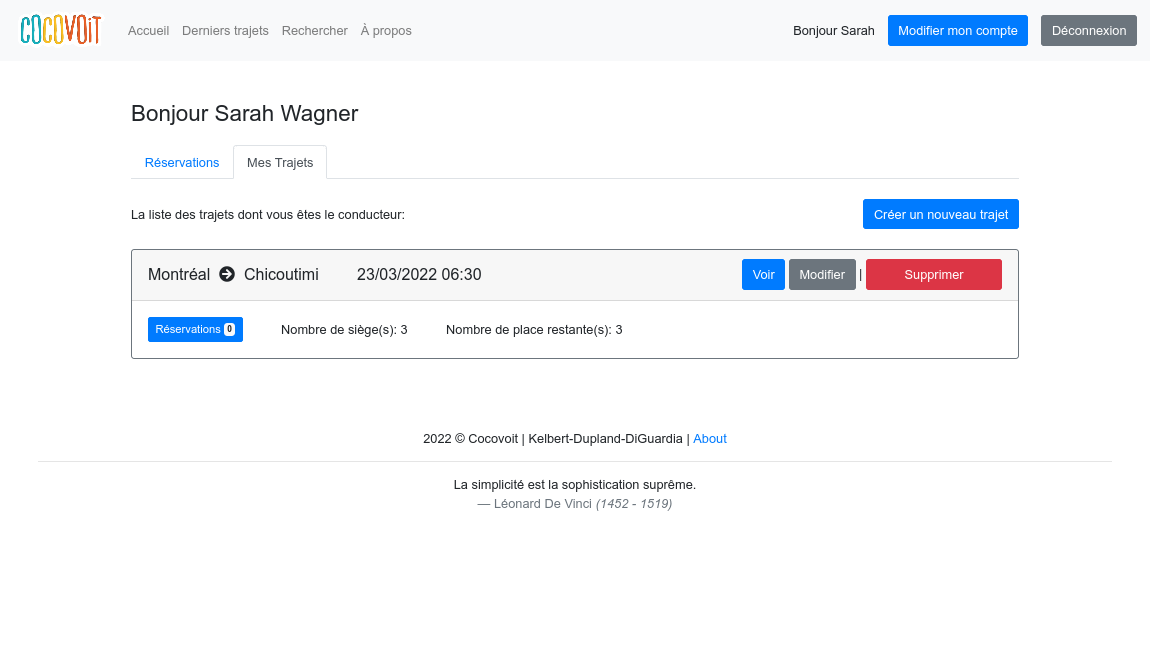 COCOVOiT Accueil Derniers trajets Rechercher À propos Bonjour Sarah Modifier mon compte Déconnexion
Bonjour Sarah Wagner
Réservations Mes Trajets
La liste des trajets dont vous êtes le conducteur: Créer un nouveau trajet
Montréal Chicoutimi 23/03/2022 06:30 Voir Modifier | Supprimer
Réservations 0 Nombre de siège(s): 3 Nombre de place restante(s): 3
2022 © Cocovoit | Kelbert-Dupland-DiGuardia | About
La simplicité est la sophistication suprême.
— Léonard De Vinci (1452 - 1519)